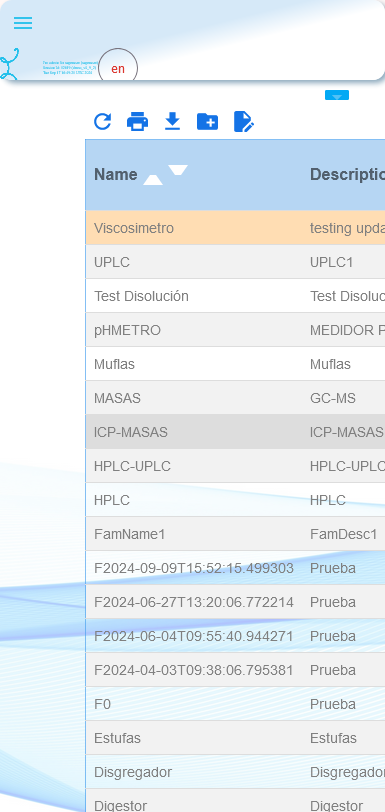 en
Name
Descriptio
Viscosimetro testing upda
UPLC UPLC1
Test Disolución Test Disoluc
pHMETRO MEDIDOR P
Muflas Muflas
MASAS GC-MS
ICP-MASAS ICP-MASAS
HPLC-UPLC HPLC-UPLC
HPLC HPLC
FamName1 FamDesc1
F2024-09-09T15:52:15.499303 Prueba
F2024-06-27T13:20:06.772214 Prueba
F2024-06-04T09:55:40.944271 Prueba
F2024-04-03T09:38:06.795381 Prueba
F0 Prueba
Estufas Estufas
Disgregador Disgregador
Digestor Digestor